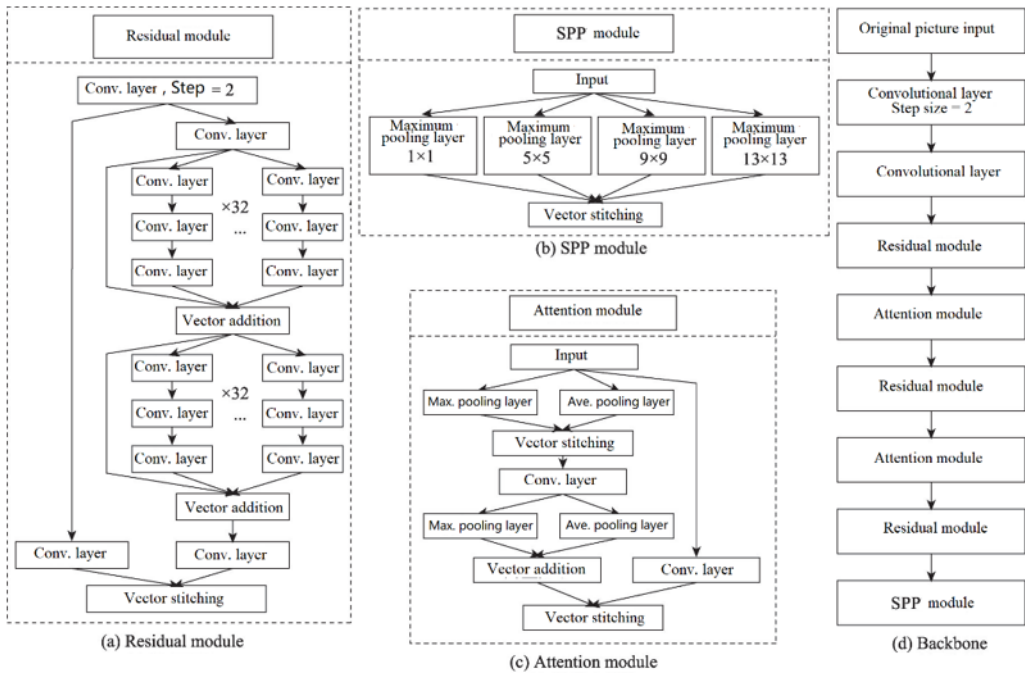 Residual module
Conv. layer , Step = 2
Conv. layer
Conv. layer
Conv. layer
×32
Conv. layer
...
Conv. layer
Conv. layer
Conv. layer
Vector addition
Conv. layer
Conv. layer
×32
Conv. layer
...
Conv. layer
Conv. layer
Conv. layer
Vector addition
Conv. layer
Conv. layer
Vector stitching
(a) Residual module
SPP module
Input
Maximum
pooling layer
1×1
Maximum
pooling layer
5×5
Maximum
pooling layer
9×9
Maximum
pooling layer
13×13
Vector stitching
(b) SPP module
Attention module
Input
Max. pooling layer
Ave. pooling layer
Vector stitching
Conv. layer
Max. pooling layer
Ave. pooling layer
Vector addition
Conv. layer
Vector stitching
(c) Attention module
Original picture input
Convolutional layer
Step size = 2
Convolutional layer
Residual module
Attention module
Residual module
Attention module
Residual module
SPP module
(d) Backbone